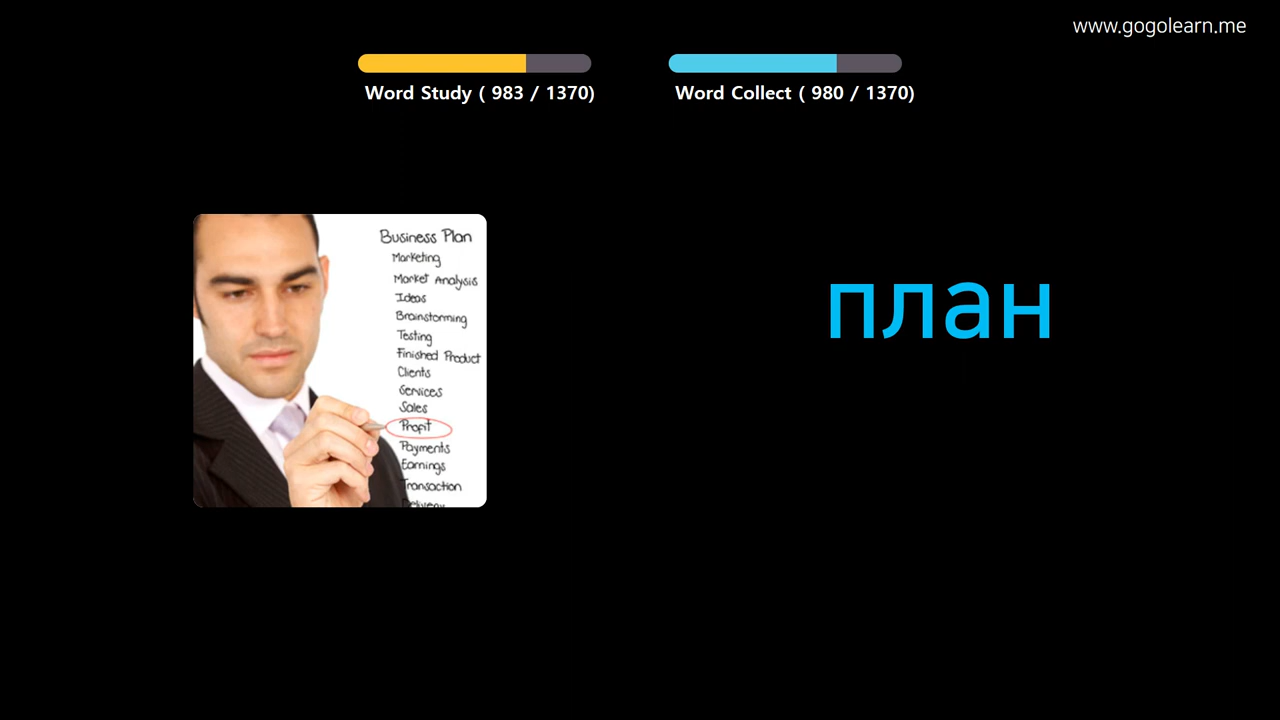 www.gogolearn.me
Word Study ( 983 / 1370)
Word Collect ( 980 / 1370)
Business Plan
Marketing
Market Analysis
Ideas
Brainstorming
Testing
Finished Product
Clients
Services
Sales
Profit
Payments
Earnings
Transaction
Delivery
план